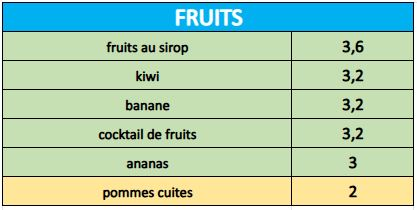 FRUITS
fruits au sirop 3,6
kiwi 3,2
banane 3,2
cocktail de fruits 3,2
ananas 3
pommes cuites 2